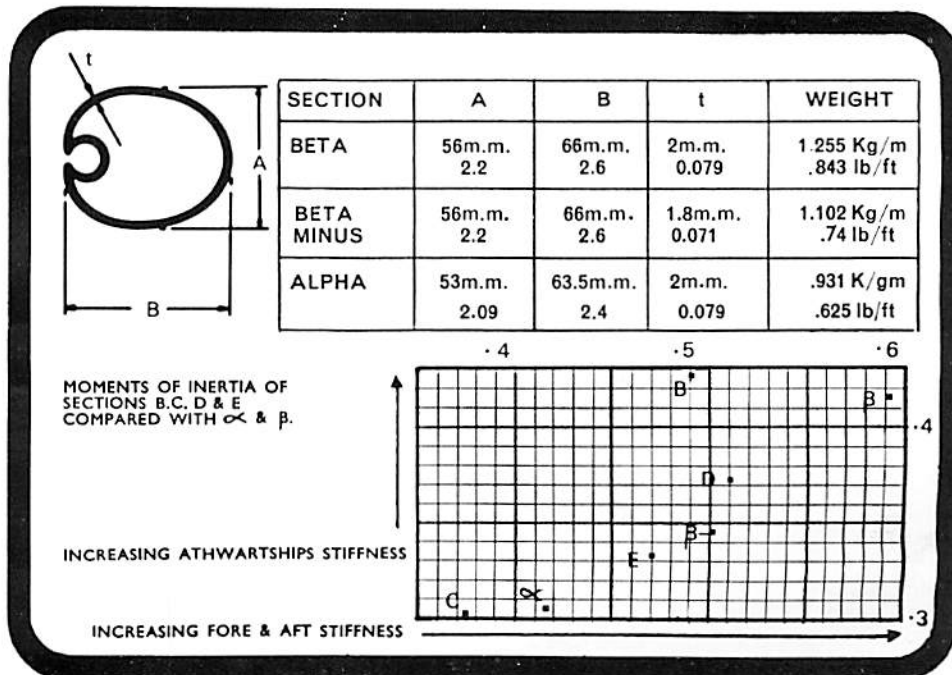 t
A
B
SECTION A B t WEIGHT
BETA 56m.m. 66m.m. 2m.m. 1.255 Kg/m
2.2 2.6 0.079 .843 lb/ft
BETA MINUS 56m.m. 66m.m. 1.8m.m. 1.102 Kg/m
2.2 2.6 0.071 .74 lb/ft
ALPHA 53m.m. 63.5m.m. 2m.m. .931 K/gm
2.09 2.4 0.079 .625 lb/ft
·4 ·5 ·6
MOMENTS OF INERTIA OF
SECTIONS B.C. D & E
COMPARED WITH ∝ & β.
B
β
·4
D
β–
INCREASING ATHWARTSHIPS STIFFNESS
E
C
∝
·3
INCREASING FORE & AFT STIFFNESS